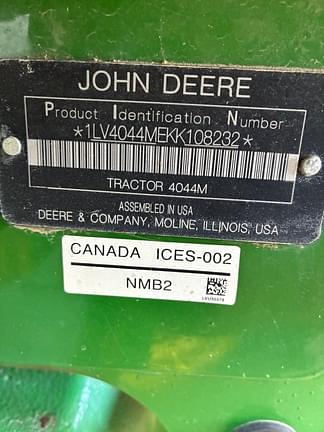 JOHN DEERE
Product Identification Number
*1LV4044MEKK108232*
TRACTOR 4044M
ASSEMBLED IN USA
DEERE & COMPANY, MOLINE, ILLINOIS, USA
CANADA ICES-002
NMB2